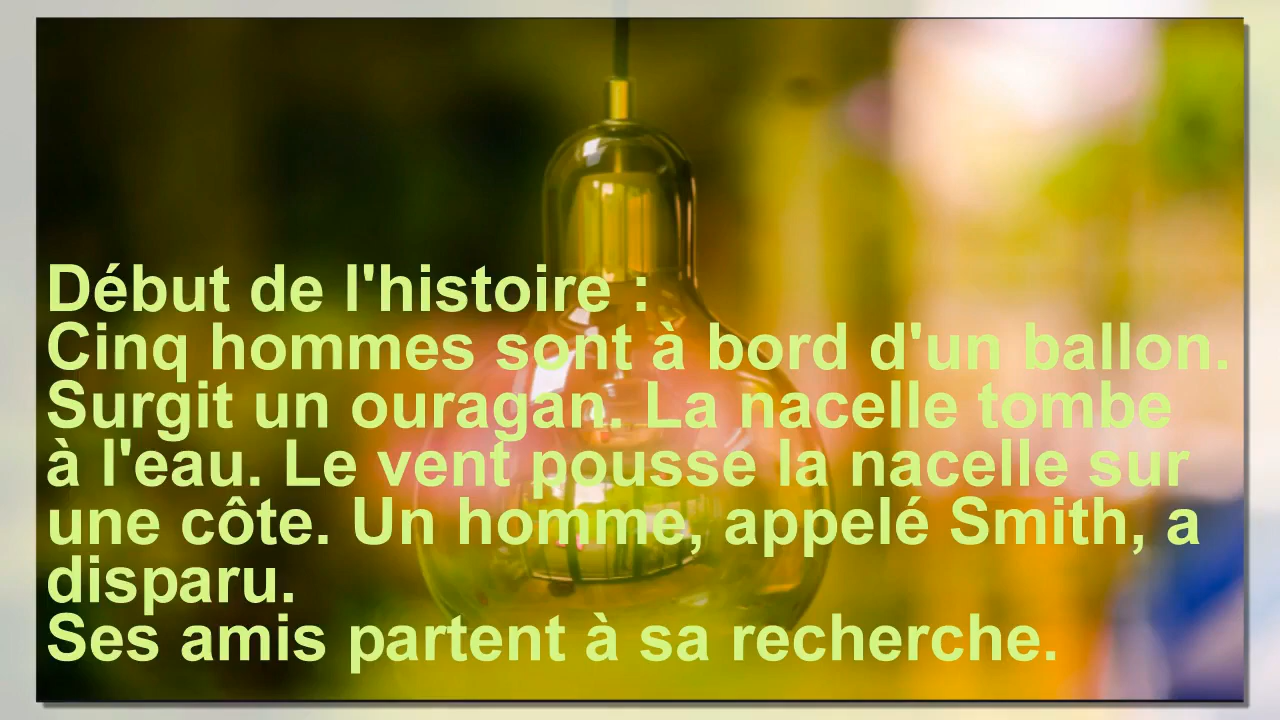 Début de l'histoire :
Cinq hommes sont à bord d'un ballon.
Surgit un ouragan. La nacelle tombe
à l'eau. Le vent pousse la nacelle sur
une côte. Un homme, appelé Smith, a
disparu.
Ses amis partent à sa recherche.